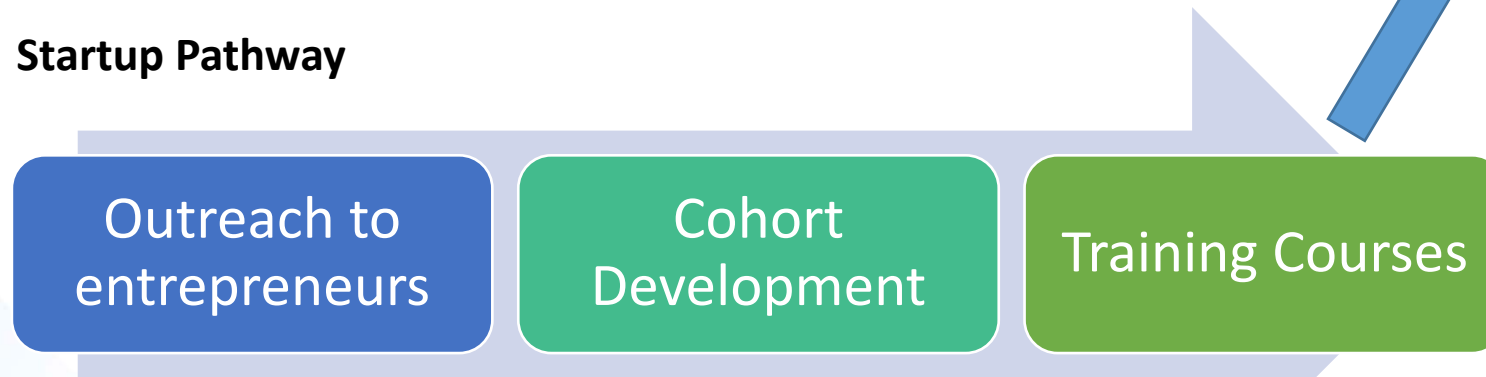 Startup Pathway
Outreach to
entrepreneurs
Cohort
Development
Training Courses